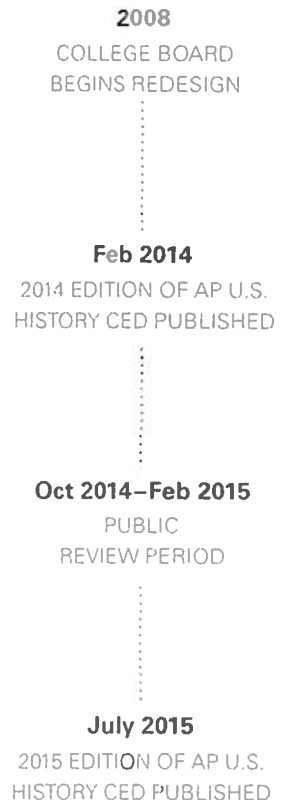 2008
COLLEGE BOARD
BEGINS REDESIGN
Feb 2014
2014 EDITION OF AP U.S.
HISTORY CED PUBLISHED
Oct 2014–Feb 2015
PUBLIC
REVIEW PERIOD
July 2015
2015 EDITION OF AP U.S.
HISTORY CED PUBLISHED